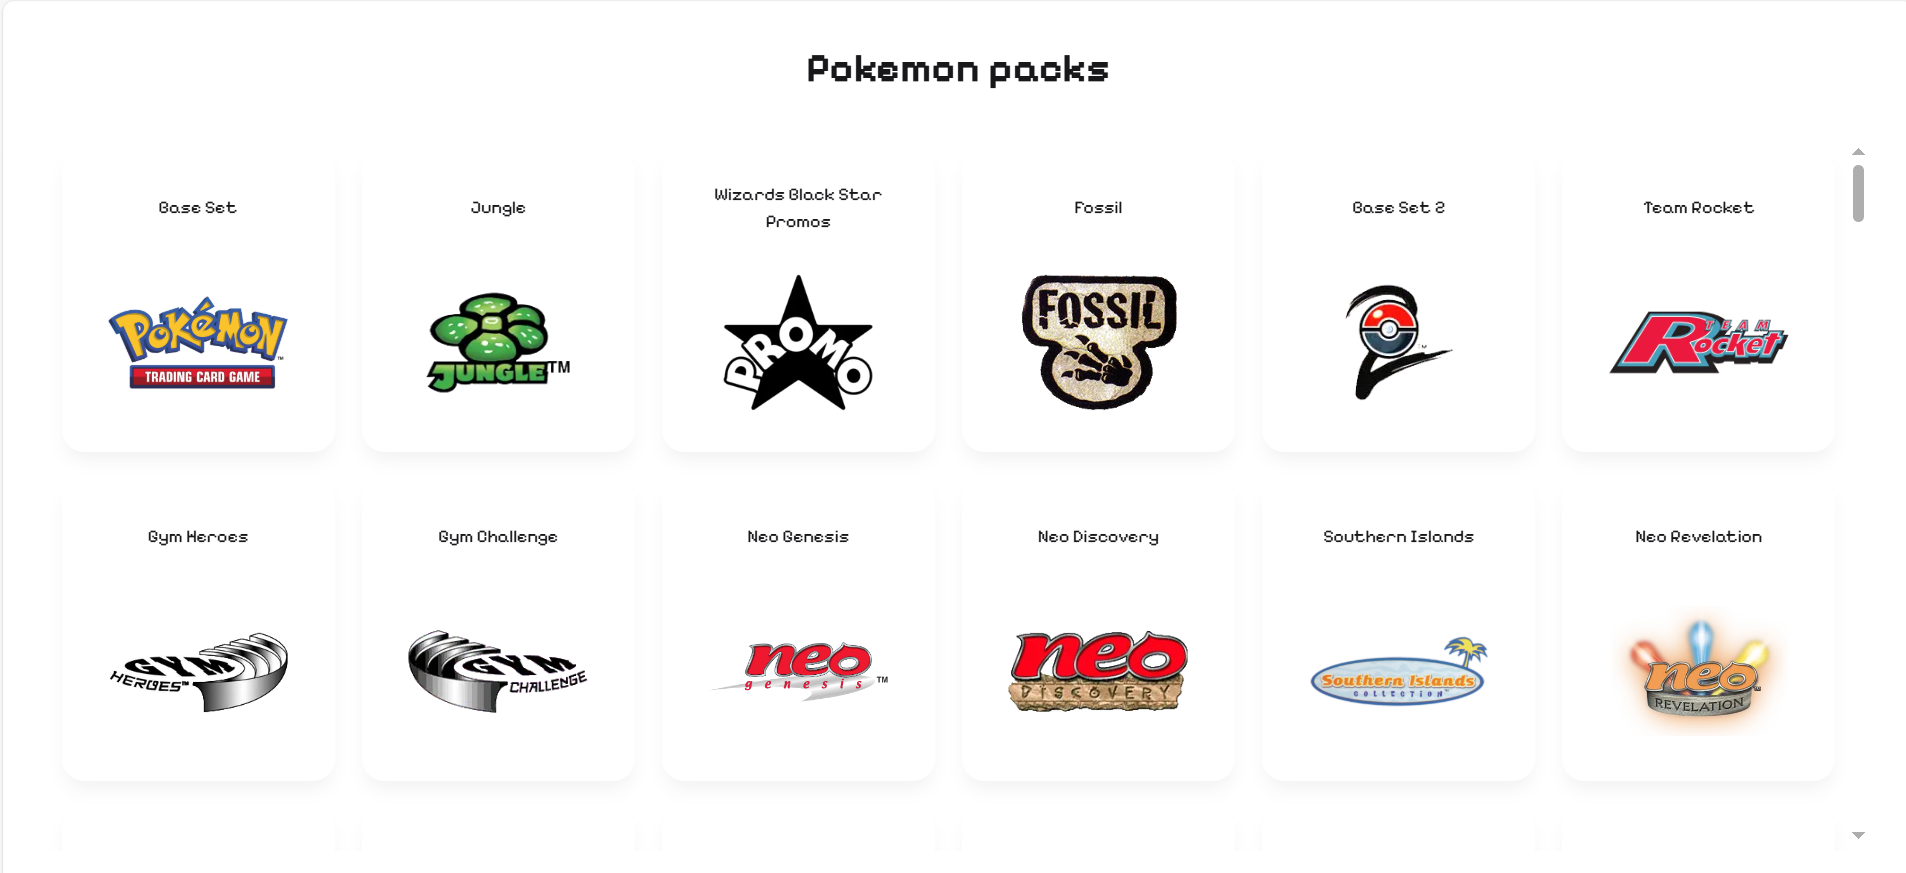 Pokemon packs
Base Set
Jungle
Wizards Black Star
Promos
Fossil
Base Set 2
Team Rocket
POKéMON
TRADING CARD GAME
JUNGLE™
PROMO
FOSSIL
TEAM
ROCKET
Gym Heroes
Gym Challenge
Neo Genesis
Neo Discovery
Southern Islands
Neo Revelation
GYM
HEROES™
GYM
CHALLENGE
neo
genesis™
neo
DISCOVERY
Southern Islands
COLLECTION
neo
REVELATION